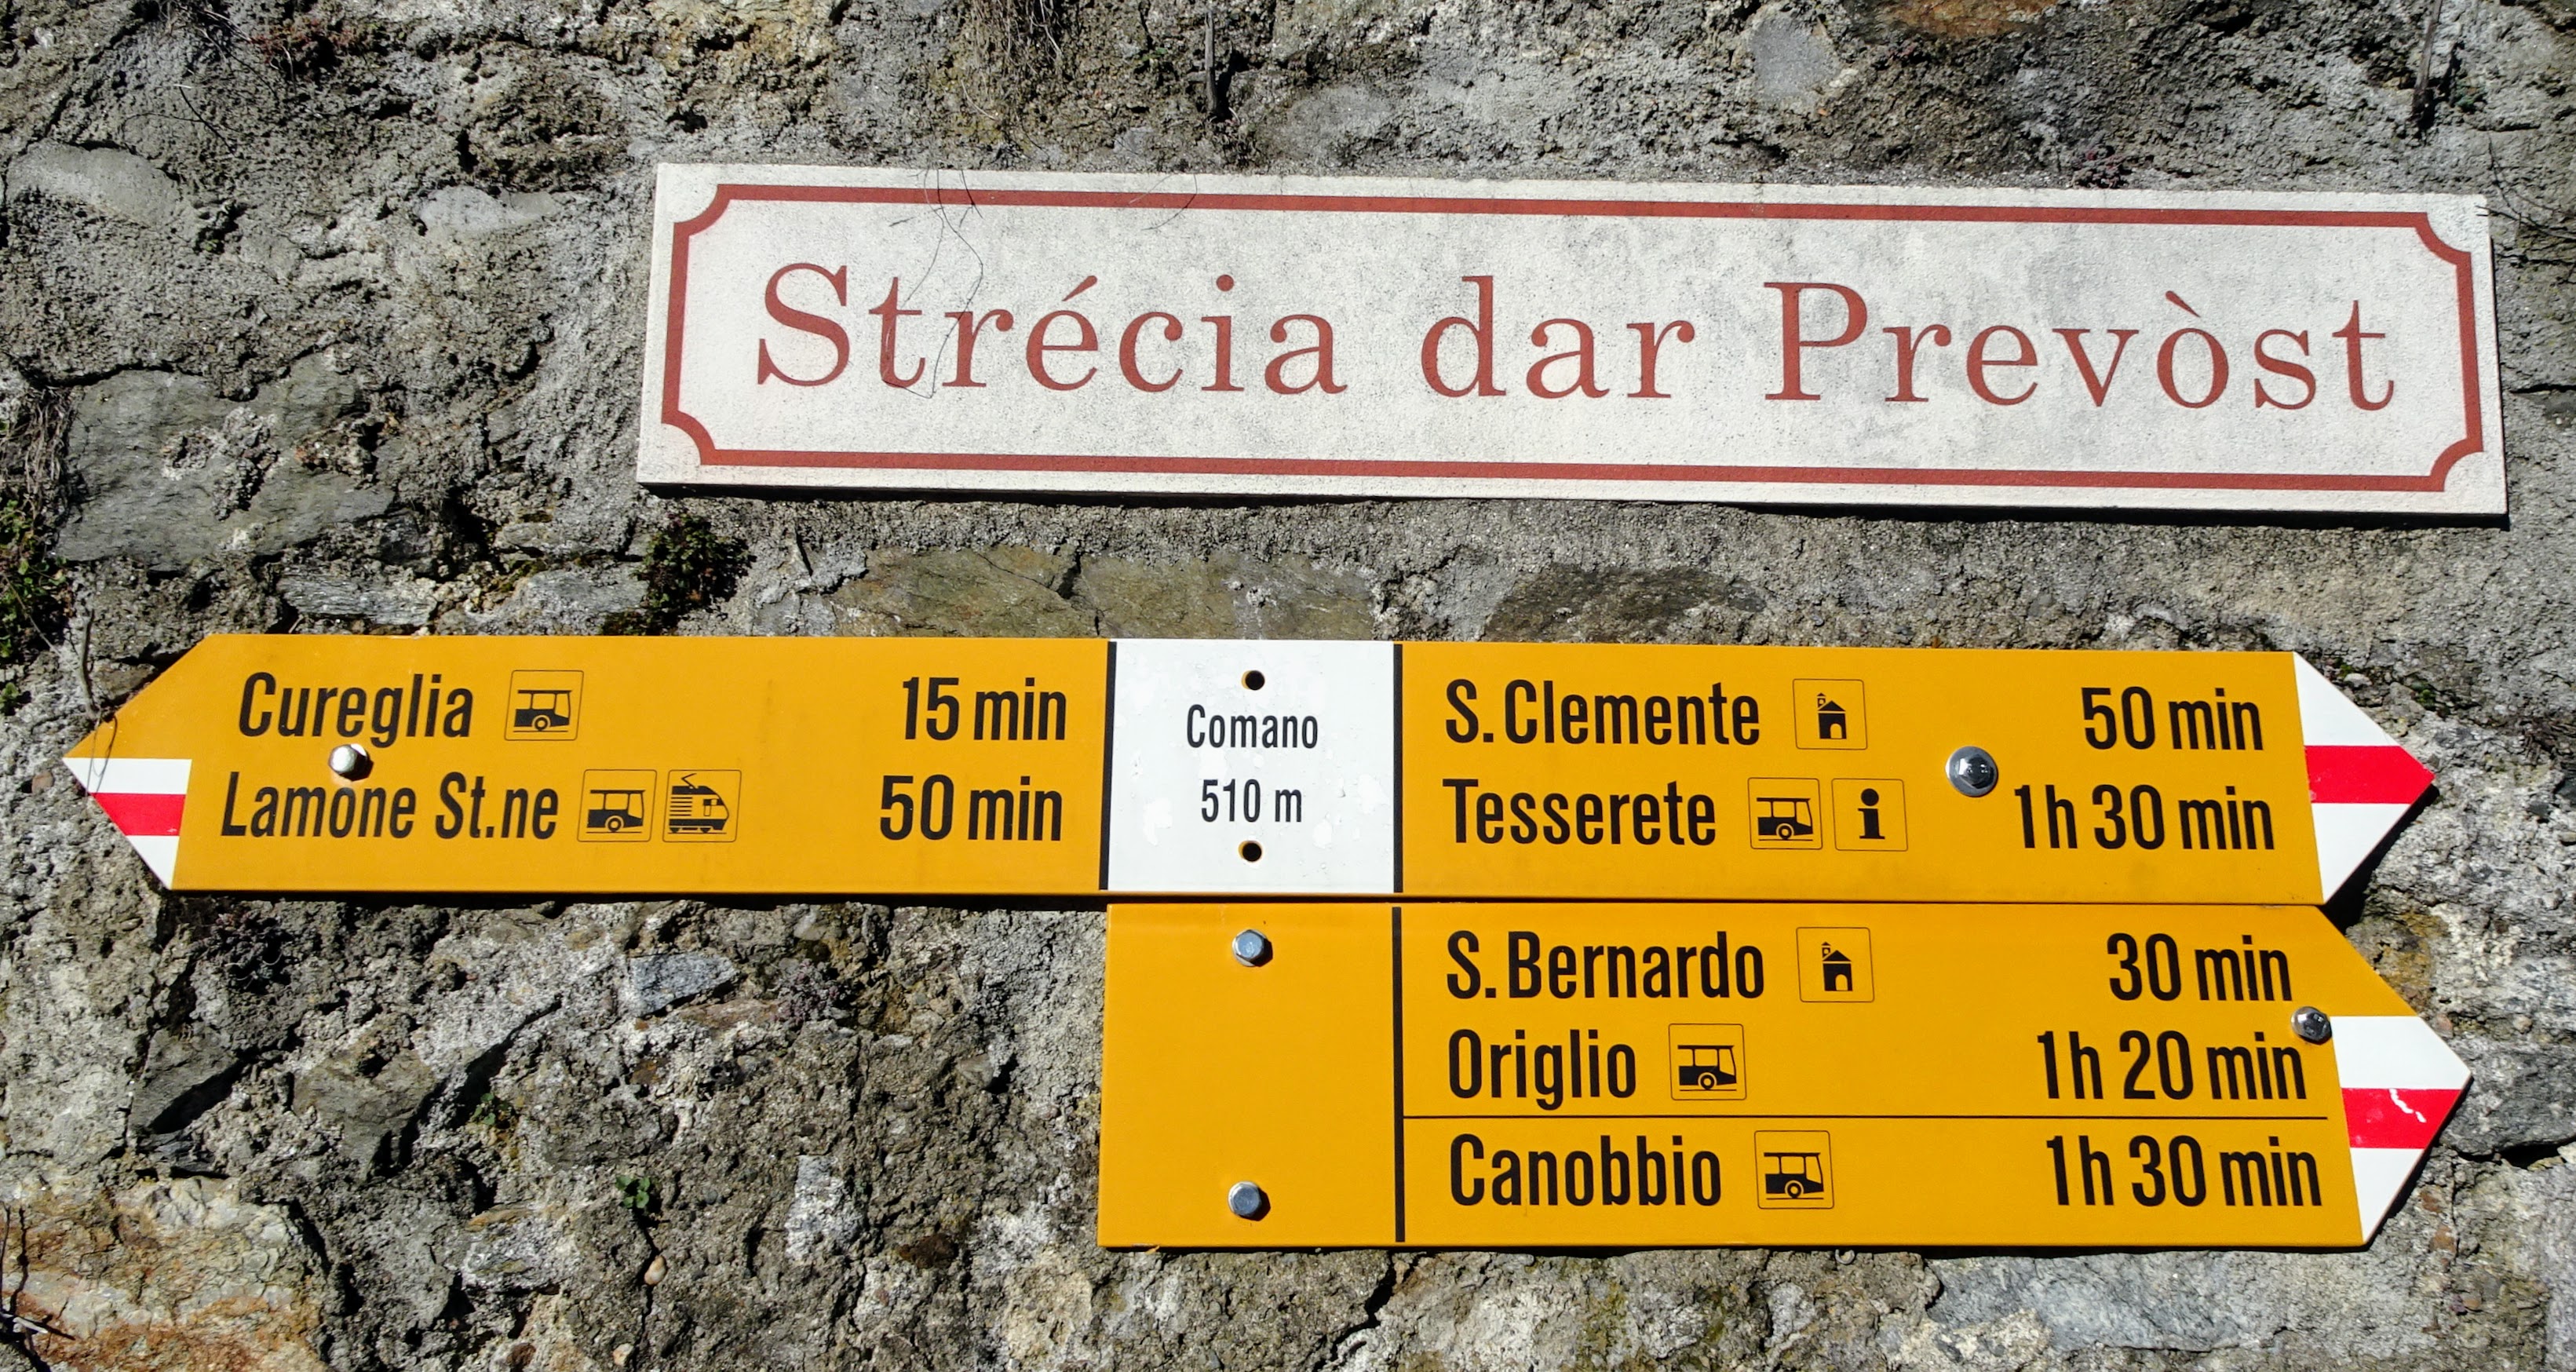 Strécia dar Prevòst
Cureglia 15 min
Lamone St.ne 50 min
Comano
510 m
S. Clemente 50 min
Tesserete 1h 30 min
S. Bernardo 30 min
Origlio 1h 20 min
Canobbio 1h 30 min